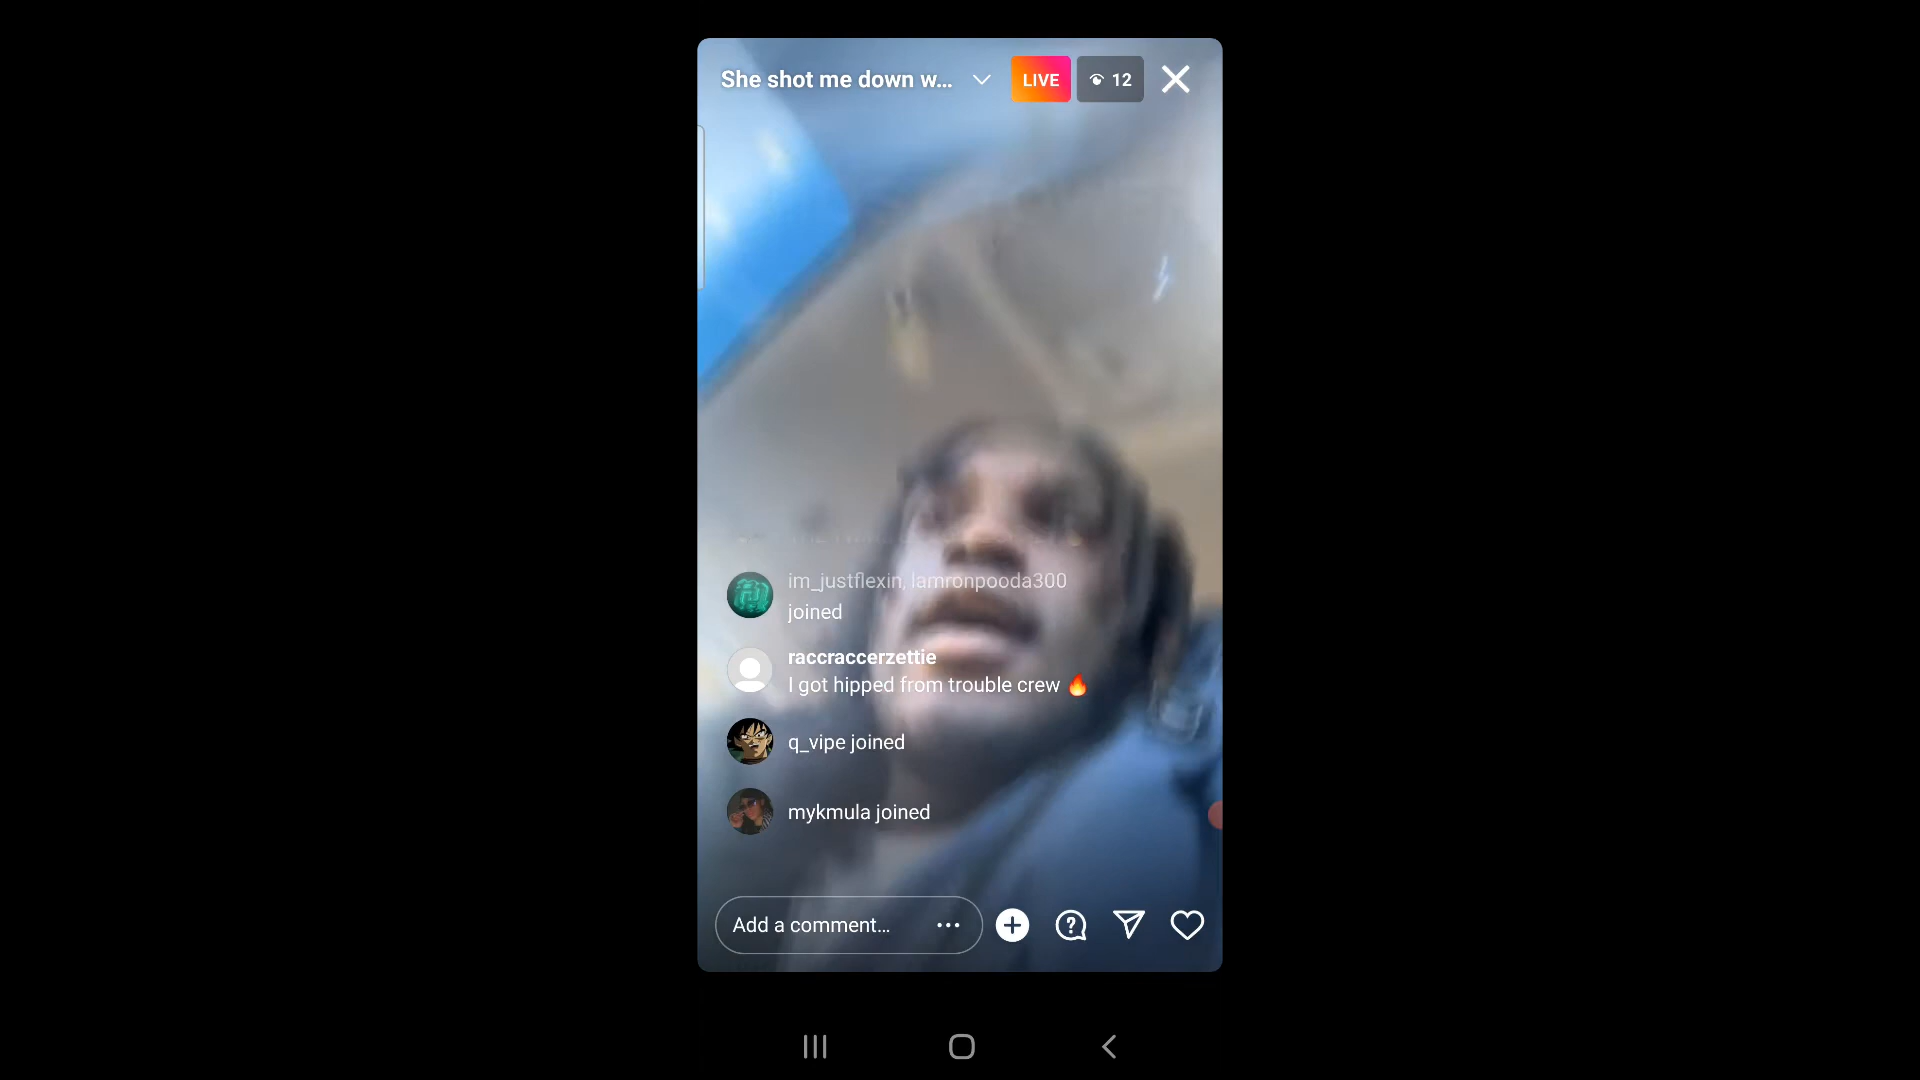 She shot me down w...
LIVE
12
im_justflexin, lamronpooda300
joined
raccraccerzettie
I got hipped from trouble crew 🔥
q_vipe joined
mykmula joined
Add a comment...